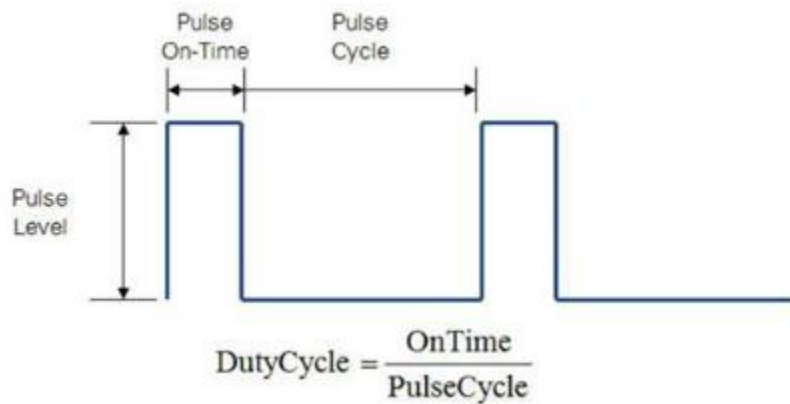 Pulse
On-Time
Pulse
Cycle
Pulse
Level
DutyCycle = OnTime
PulseCycle